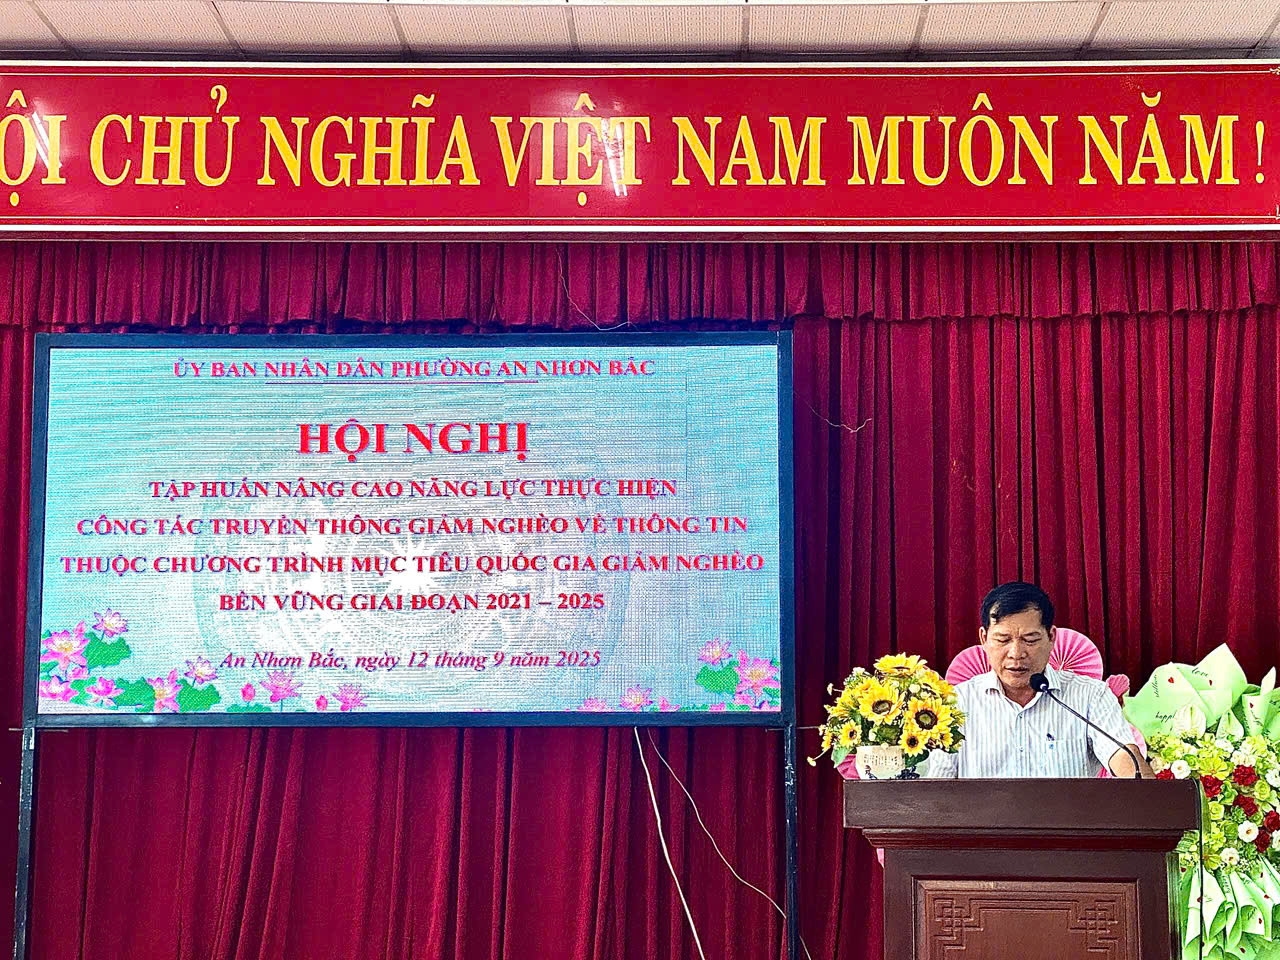 ỘI CHỦ NGHĨA VIỆT NAM MUÔN NĂM!
ỦY BAN NHÂN DÂN PHƯỜNG AN NHƠN BẮC
HỘI NGHỊ
TẬP HUẤN NÂNG CAO NĂNG LỰC THỰC HIỆN
CÔNG TÁC TRUYỀN THÔNG GIẢM NGHÈO VỀ THÔNG TIN
THUỘC CHƯƠNG TRÌNH MỤC TIÊU QUỐC GIA GIẢM NGHÈO
BỀN VỮNG GIAI ĐOẠN 2021 – 2025
An Nhơn Bắc, ngày 12 tháng 9 năm 2025